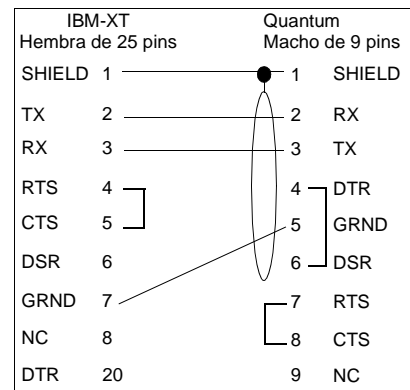 IBM-XT Quantum
Hembra de 25 pins Macho de 9 pins
SHIELD 1 1 SHIELD
TX 2 2 RX
RX 3 3 TX
RTS 4 4 DTR
CTS 5 5 GRND
DSR 6 6 DSR
GRND 7 7 RTS
NC 8 8 CTS
DTR 20 9 NC